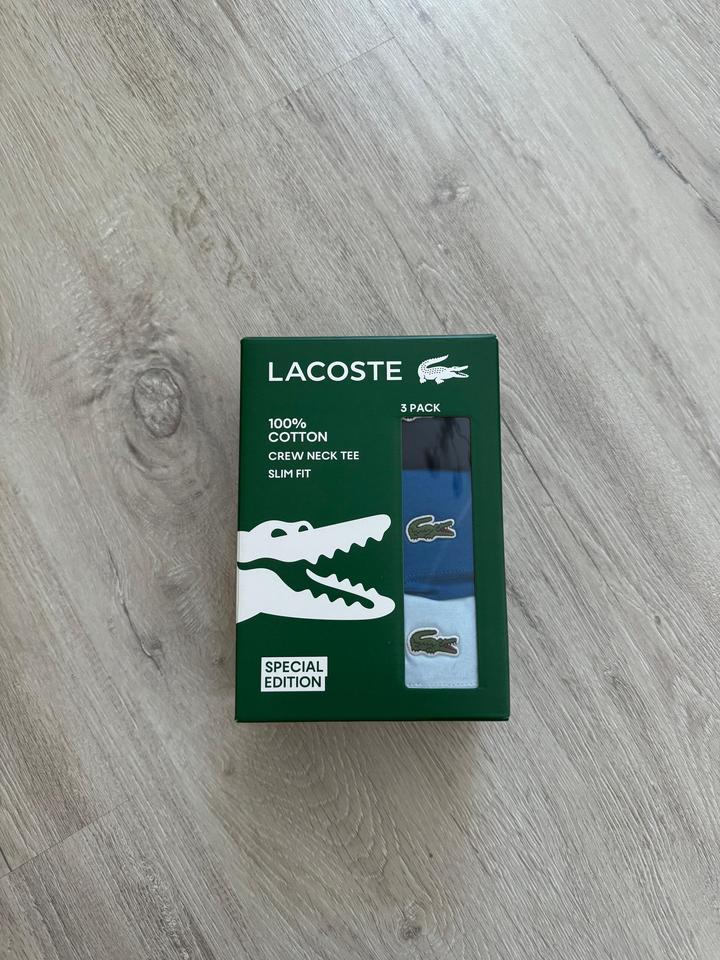 LACOSTE
3 PACK
100%
COTTON
CREW NECK TEE
SLIM FIT
SPECIAL
EDITION